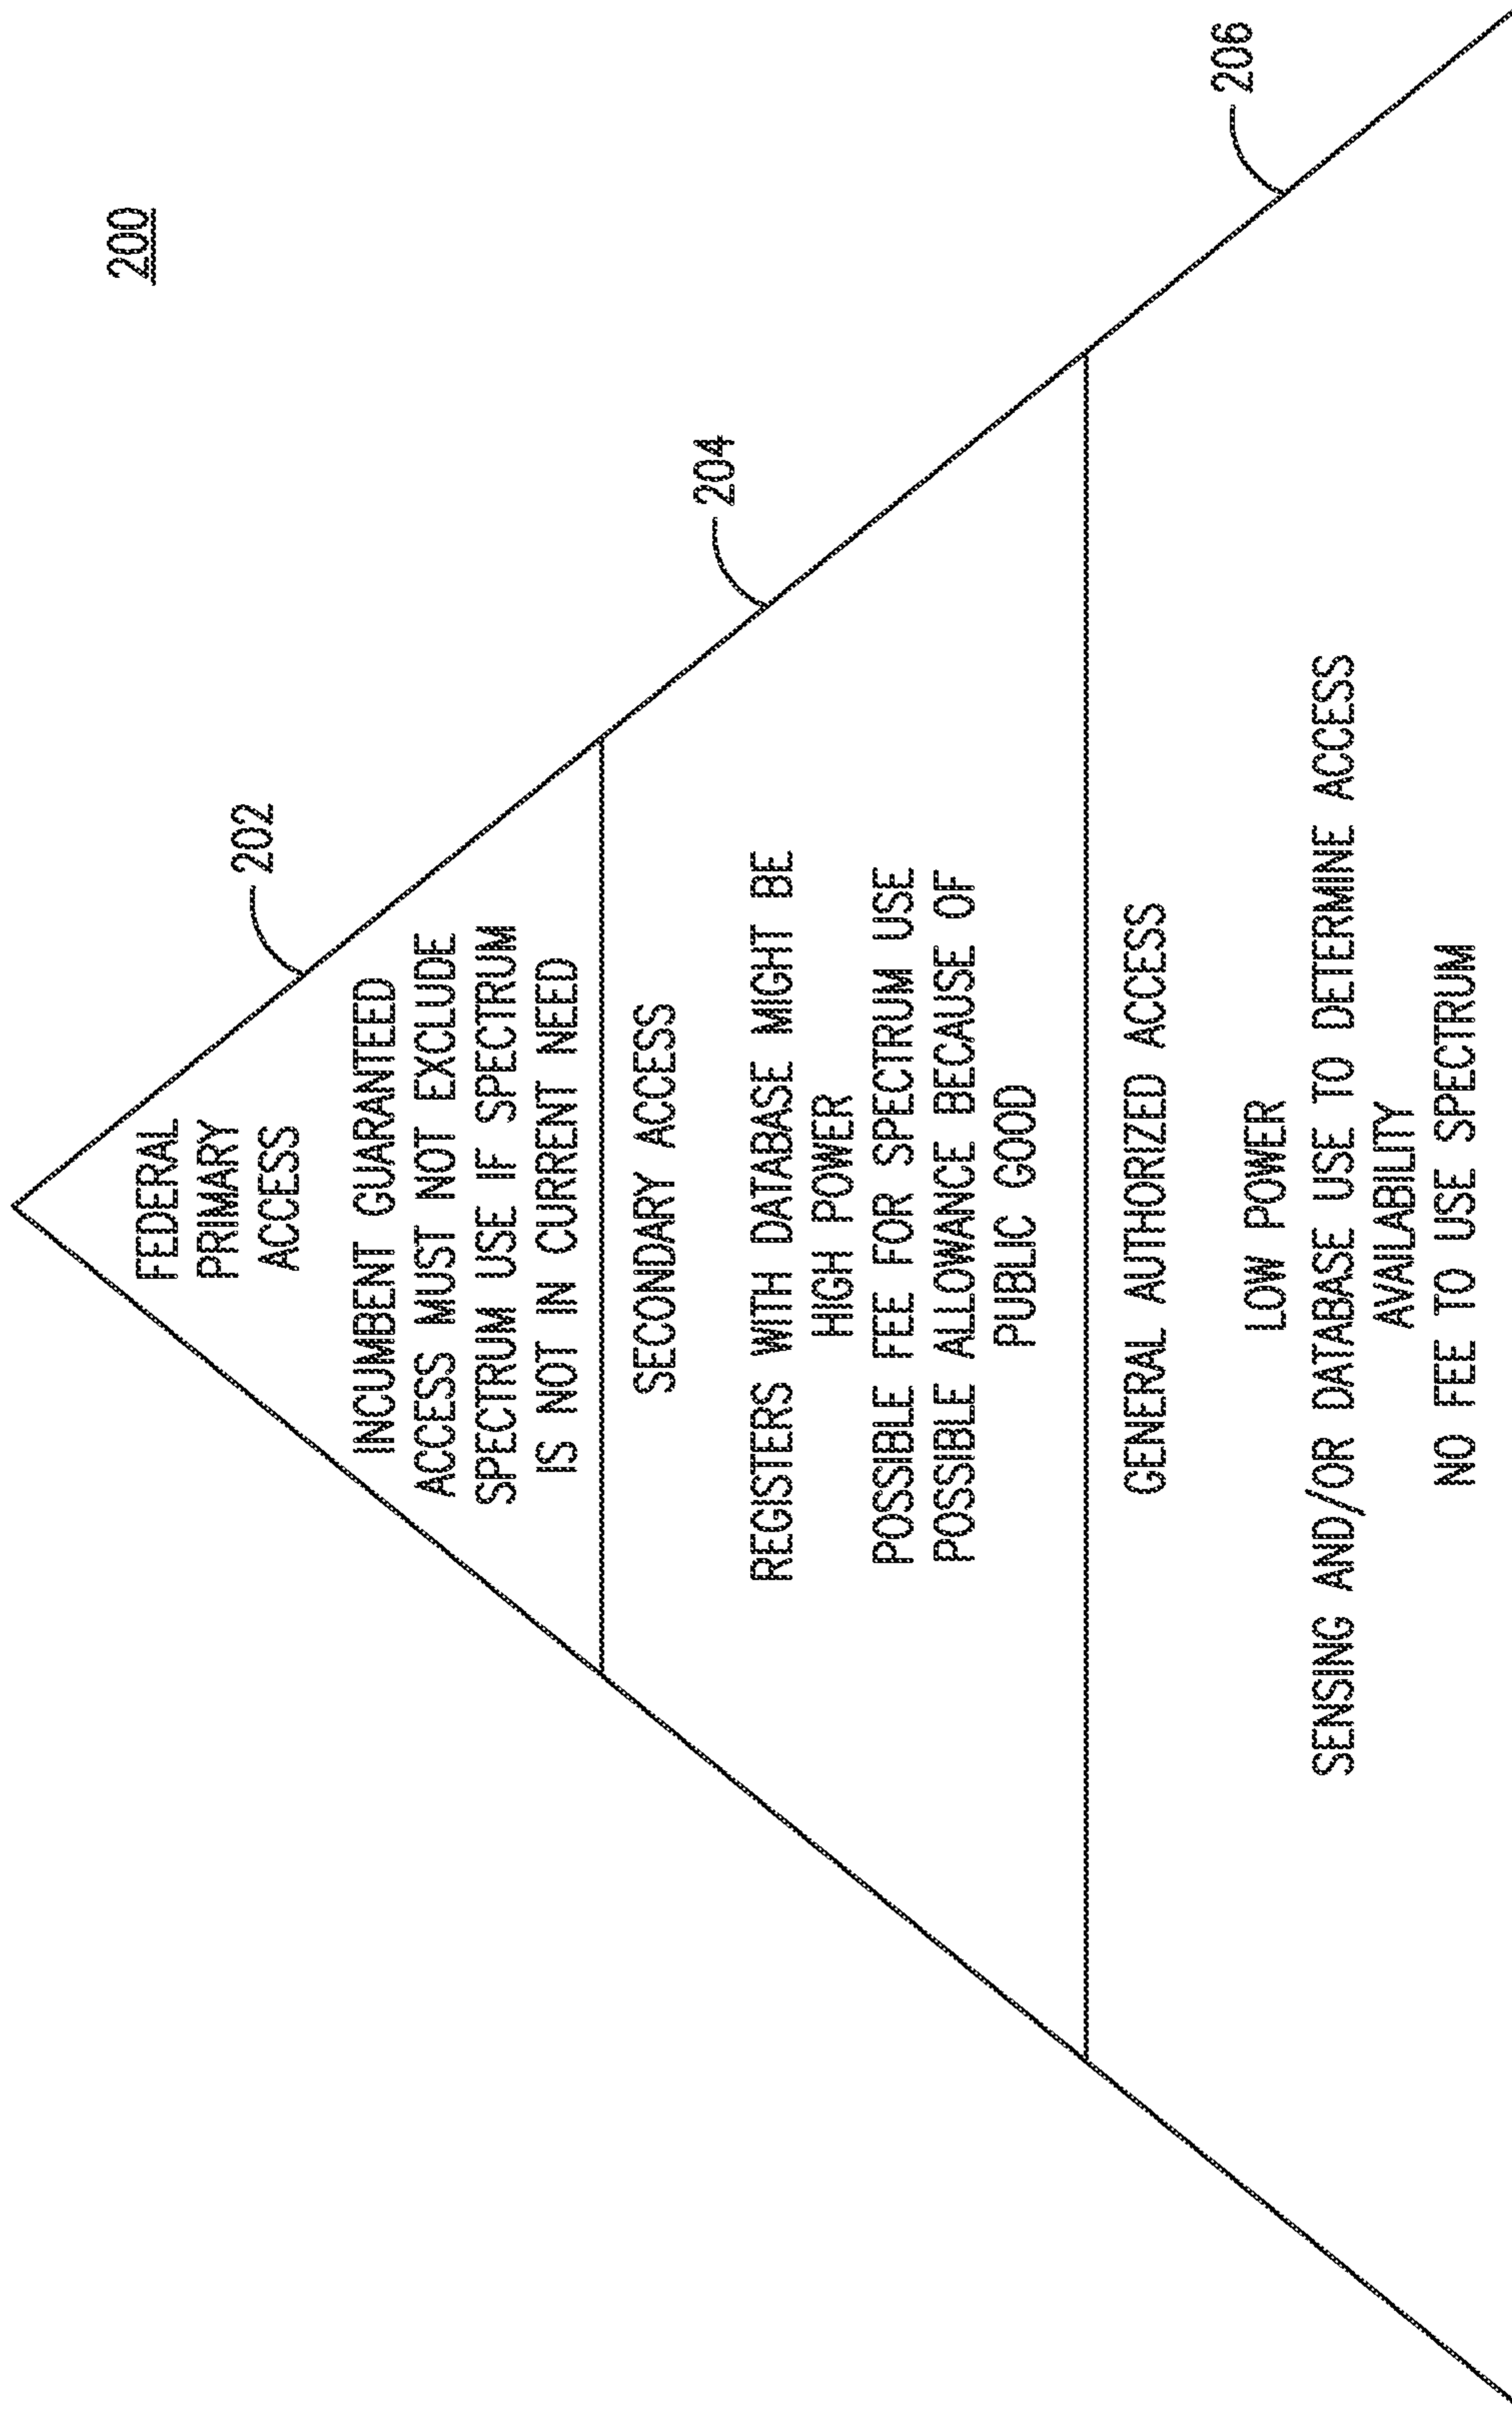 200
202
FEDERAL
PRIMARY
ACCESS
INCUMBENT GUARANTEED
ACCESS MUST NOT EXCLUDE
SPECTRUM USE IF SPECTRUM
IS NOT IN CURRENT NEED
204
SECONDARY ACCESS
REGISTERS WITH DATABASE MIGHT BE
HIGH POWER
POSSIBLE FEE FOR SPECTRUM USE
POSSIBLE ALLOWANCE BECAUSE OF
PUBLIC GOOD
206
GENERAL AUTHORIZED ACCESS
LOW POWER
SENSING AND/OR DATABASE USE TO DETERMINE ACCESS
AVAILABILITY
NO FEE TO USE SPECTRUM